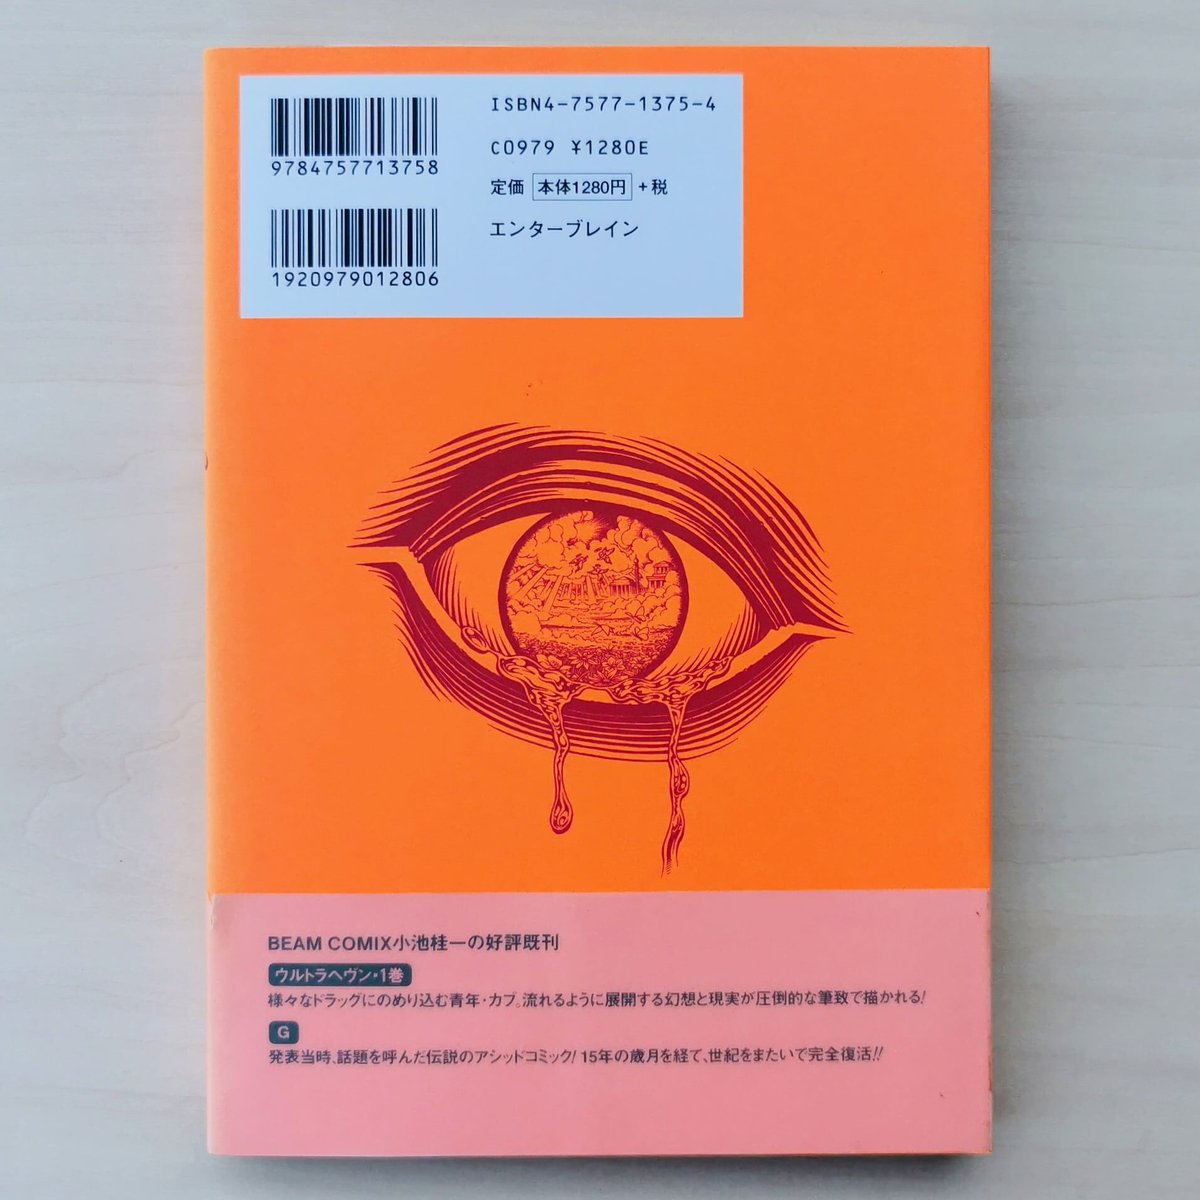 9784757713758
1920979012806
ISBN4-7577-1375-4
C0979 ¥1280E
定価 本体1280円 +税
エンターブレイン
BEAM COMIX小池桂一の好評既刊
ウルトラヘヴン・1巻
様々なドラッグにのめり込む青年・カブ。流れるように展開する幻想と現実が圧倒的な筆致で描かれる!
G
発表当時、話題を呼んだ伝説のアシッドコミック! 15年の歳月を経て、世紀をまたいで完全復活!!